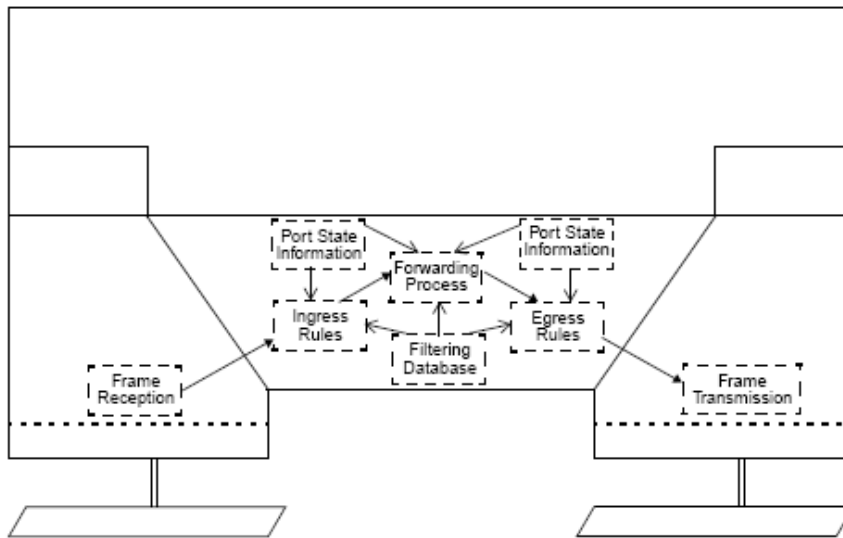 Port State
Information
Port State
Information
Forwarding
Process
Ingress
Rules
Egress
Rules
Filtering
Database
Frame
Reception
Frame
Transmission